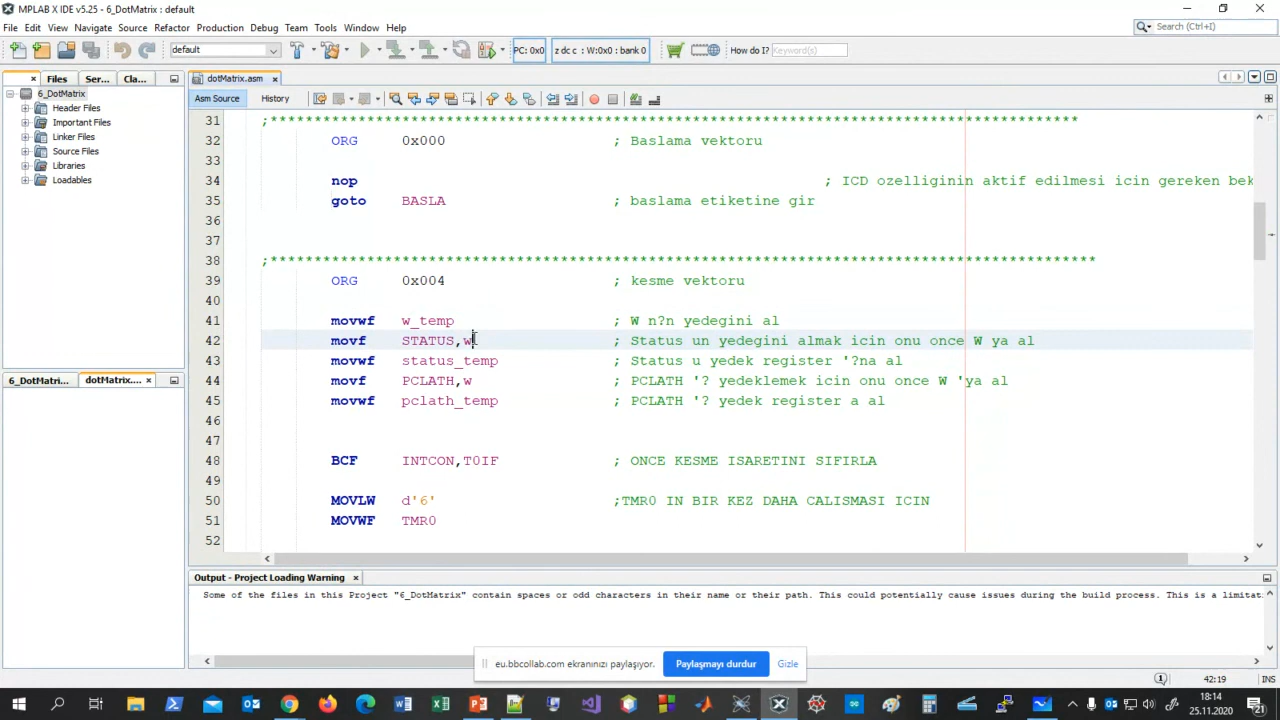 MPLAB X IDE v5.25 - 6_DotMatrix : default
File Edit View Navigate Source Refactor Production Debug Team Tools Window Help
Search (Ctrl+I)
default
PC: 0x0 z dc c : W:0x0 : bank 0 How do I? Keyword(s)
Files Ser... Cla...
dotMatrix.asm
6_DotMatrix
Header Files
Important Files
Linker Files
Source Files
Libraries
Loadables
Asm Source History
31 ;*********************************************************************************************
32 ORG 0x000 ; Baslama vektoru
33
34 nop ; ICD ozelliginin aktif edilmesi icin gereken bek
35 goto BASLA ; baslama etiketine gir
36
37
38 ;***********************************************************************************************
39 ORG 0x004 ; kesme vektoru
40
41 movwf w_temp ; W n?n yedegini al
42 movf STATUS,w ; Status un yedegini almak icin onu once W ya al
43 movwf status_temp ; Status u yedek register '?na al
44 movf PCLATH,w ; PCLATH '? yedeklemek icin onu once W 'ya al
45 movwf pclath_temp ; PCLATH '? yedek register a al
46
47
48 BCF INTCON,T0IF ; ONCE KESME ISARETINI SIFIRLA
49
50 MOVLW d'6' ;TMR0 IN BIR KEZ DAHA CALISMASI ICIN
51 MOVWF TMR0
52
6_DotMatrix... dotMatrix....
Output - Project Loading Warning
Some of the files in this Project "6_DotMatrix" contain spaces or odd characters in their name or their path. This could potentially cause issues during the build process. This is a limitat
eu.bbcollab.com ekranınızı paylaşıyor. Paylaşmayı durdur Gizle
42:19 INS
18:14
25.11.2020